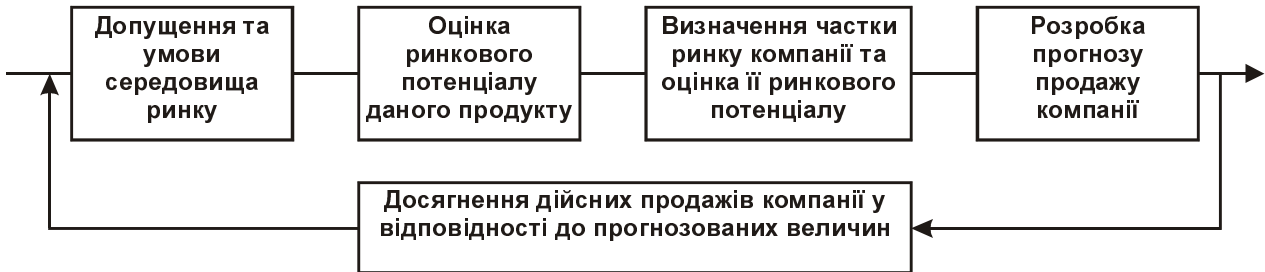 Допущення та
умови
середовища
ринку
Оцінка
ринкового
потенціалу
даного продукту
Визначення частки
ринку компанії та
оцінка її ринкового
потенціалу
Розробка
прогнозу
продажу
компанії
Досягнення дійсних продажів компанії у
відповідності до прогнозованих величин